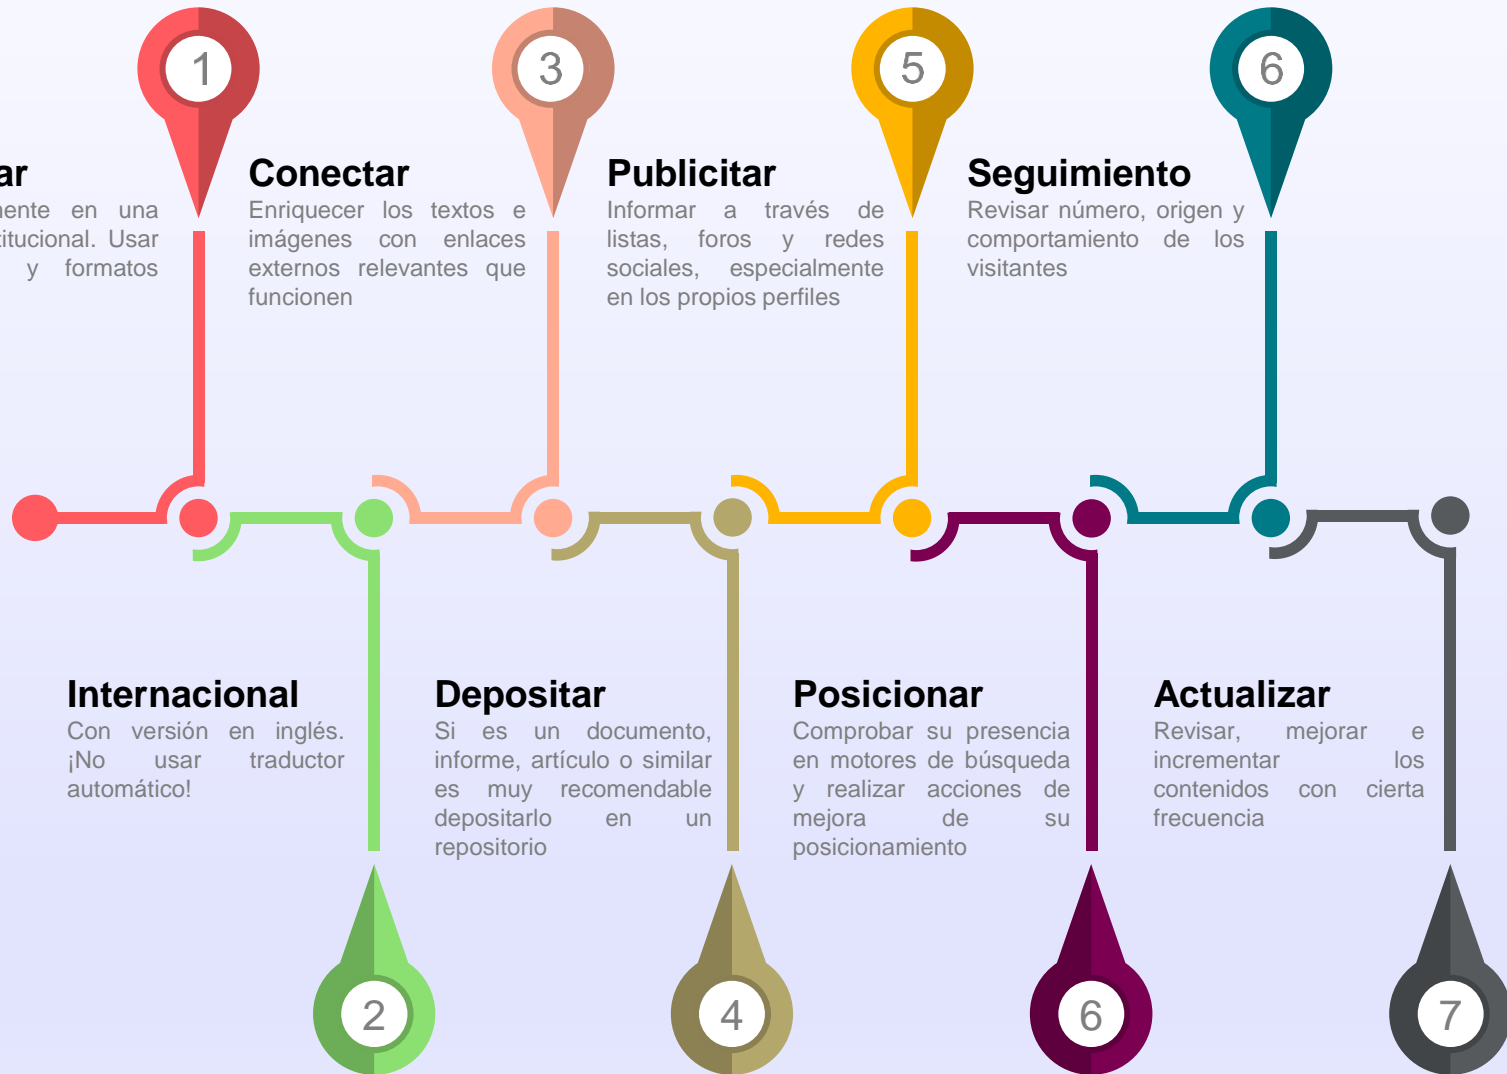 1
ar
mente en una
titucional. Usar
y formatos
3
Conectar
Enriquecer los textos e
imágenes con enlaces
externos relevantes que
funcionen
5
Publicitar
Informar a través de
listas, foros y redes
sociales, especialmente
en los propios perfiles
6
Seguimiento
Revisar número, origen y
comportamiento de los
visitantes
Internacional
Con versión en inglés.
¡No usar traductor
automático!
2
Depositar
Si es un documento,
informe, artículo o similar
es muy recomendable
depositarlo en un
repositorio
4
Posicionar
Comprobar su presencia
en motores de búsqueda
y realizar acciones de
mejora de su
posicionamiento
6
Actualizar
Revisar, mejorar e
incrementar los
contenidos con cierta
frecuencia
7